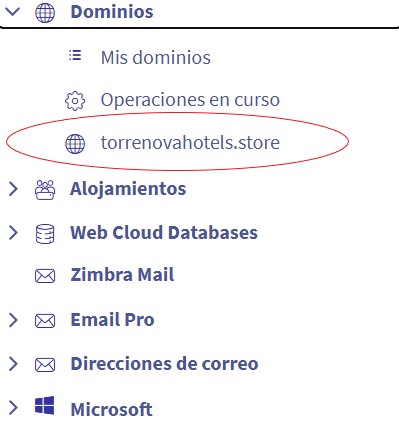 Dominios
Mis dominios
Operaciones en curso
torrenovahotels.store
Alojamientos
Web Cloud Databases
Zimbra Mail
Email Pro
Direcciones de correo
Microsoft